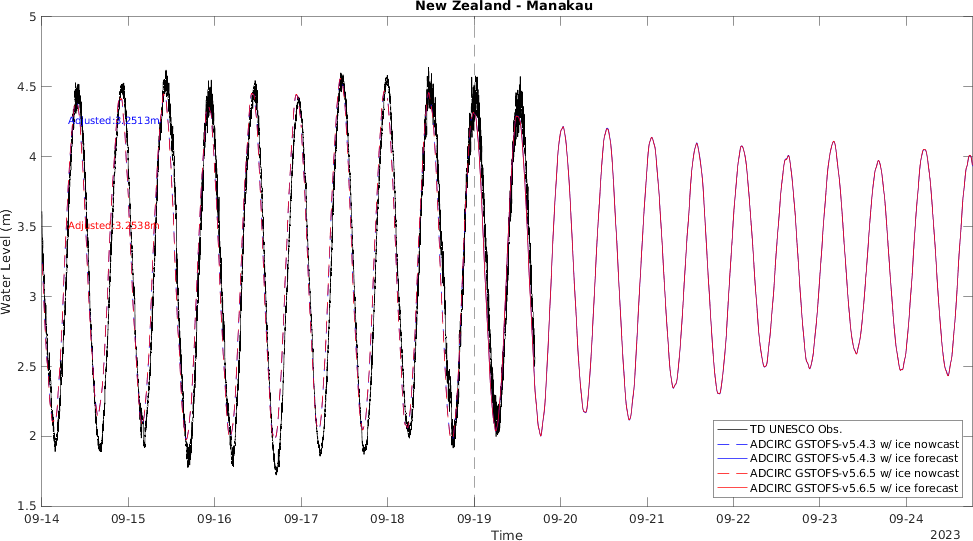 New Zealand - Manakau
5
4.5
4
3.5
3
2.5
2
1.5
Water Level (m)
Adjusted:3.2513m
Adjusted:3.2538m
TD UNESCO Obs.
ADCIRC GSTOFS-v5.4.3 w/ ice nowcast
ADCIRC GSTOFS-v5.4.3 w/ ice forecast
ADCIRC GSTOFS-v5.6.5 w/ ice nowcast
ADCIRC GSTOFS-v5.6.5 w/ ice forecast
09-14 09-15 09-16 09-17 09-18 09-19 09-20 09-21 09-22 09-23 09-24
Time
2023